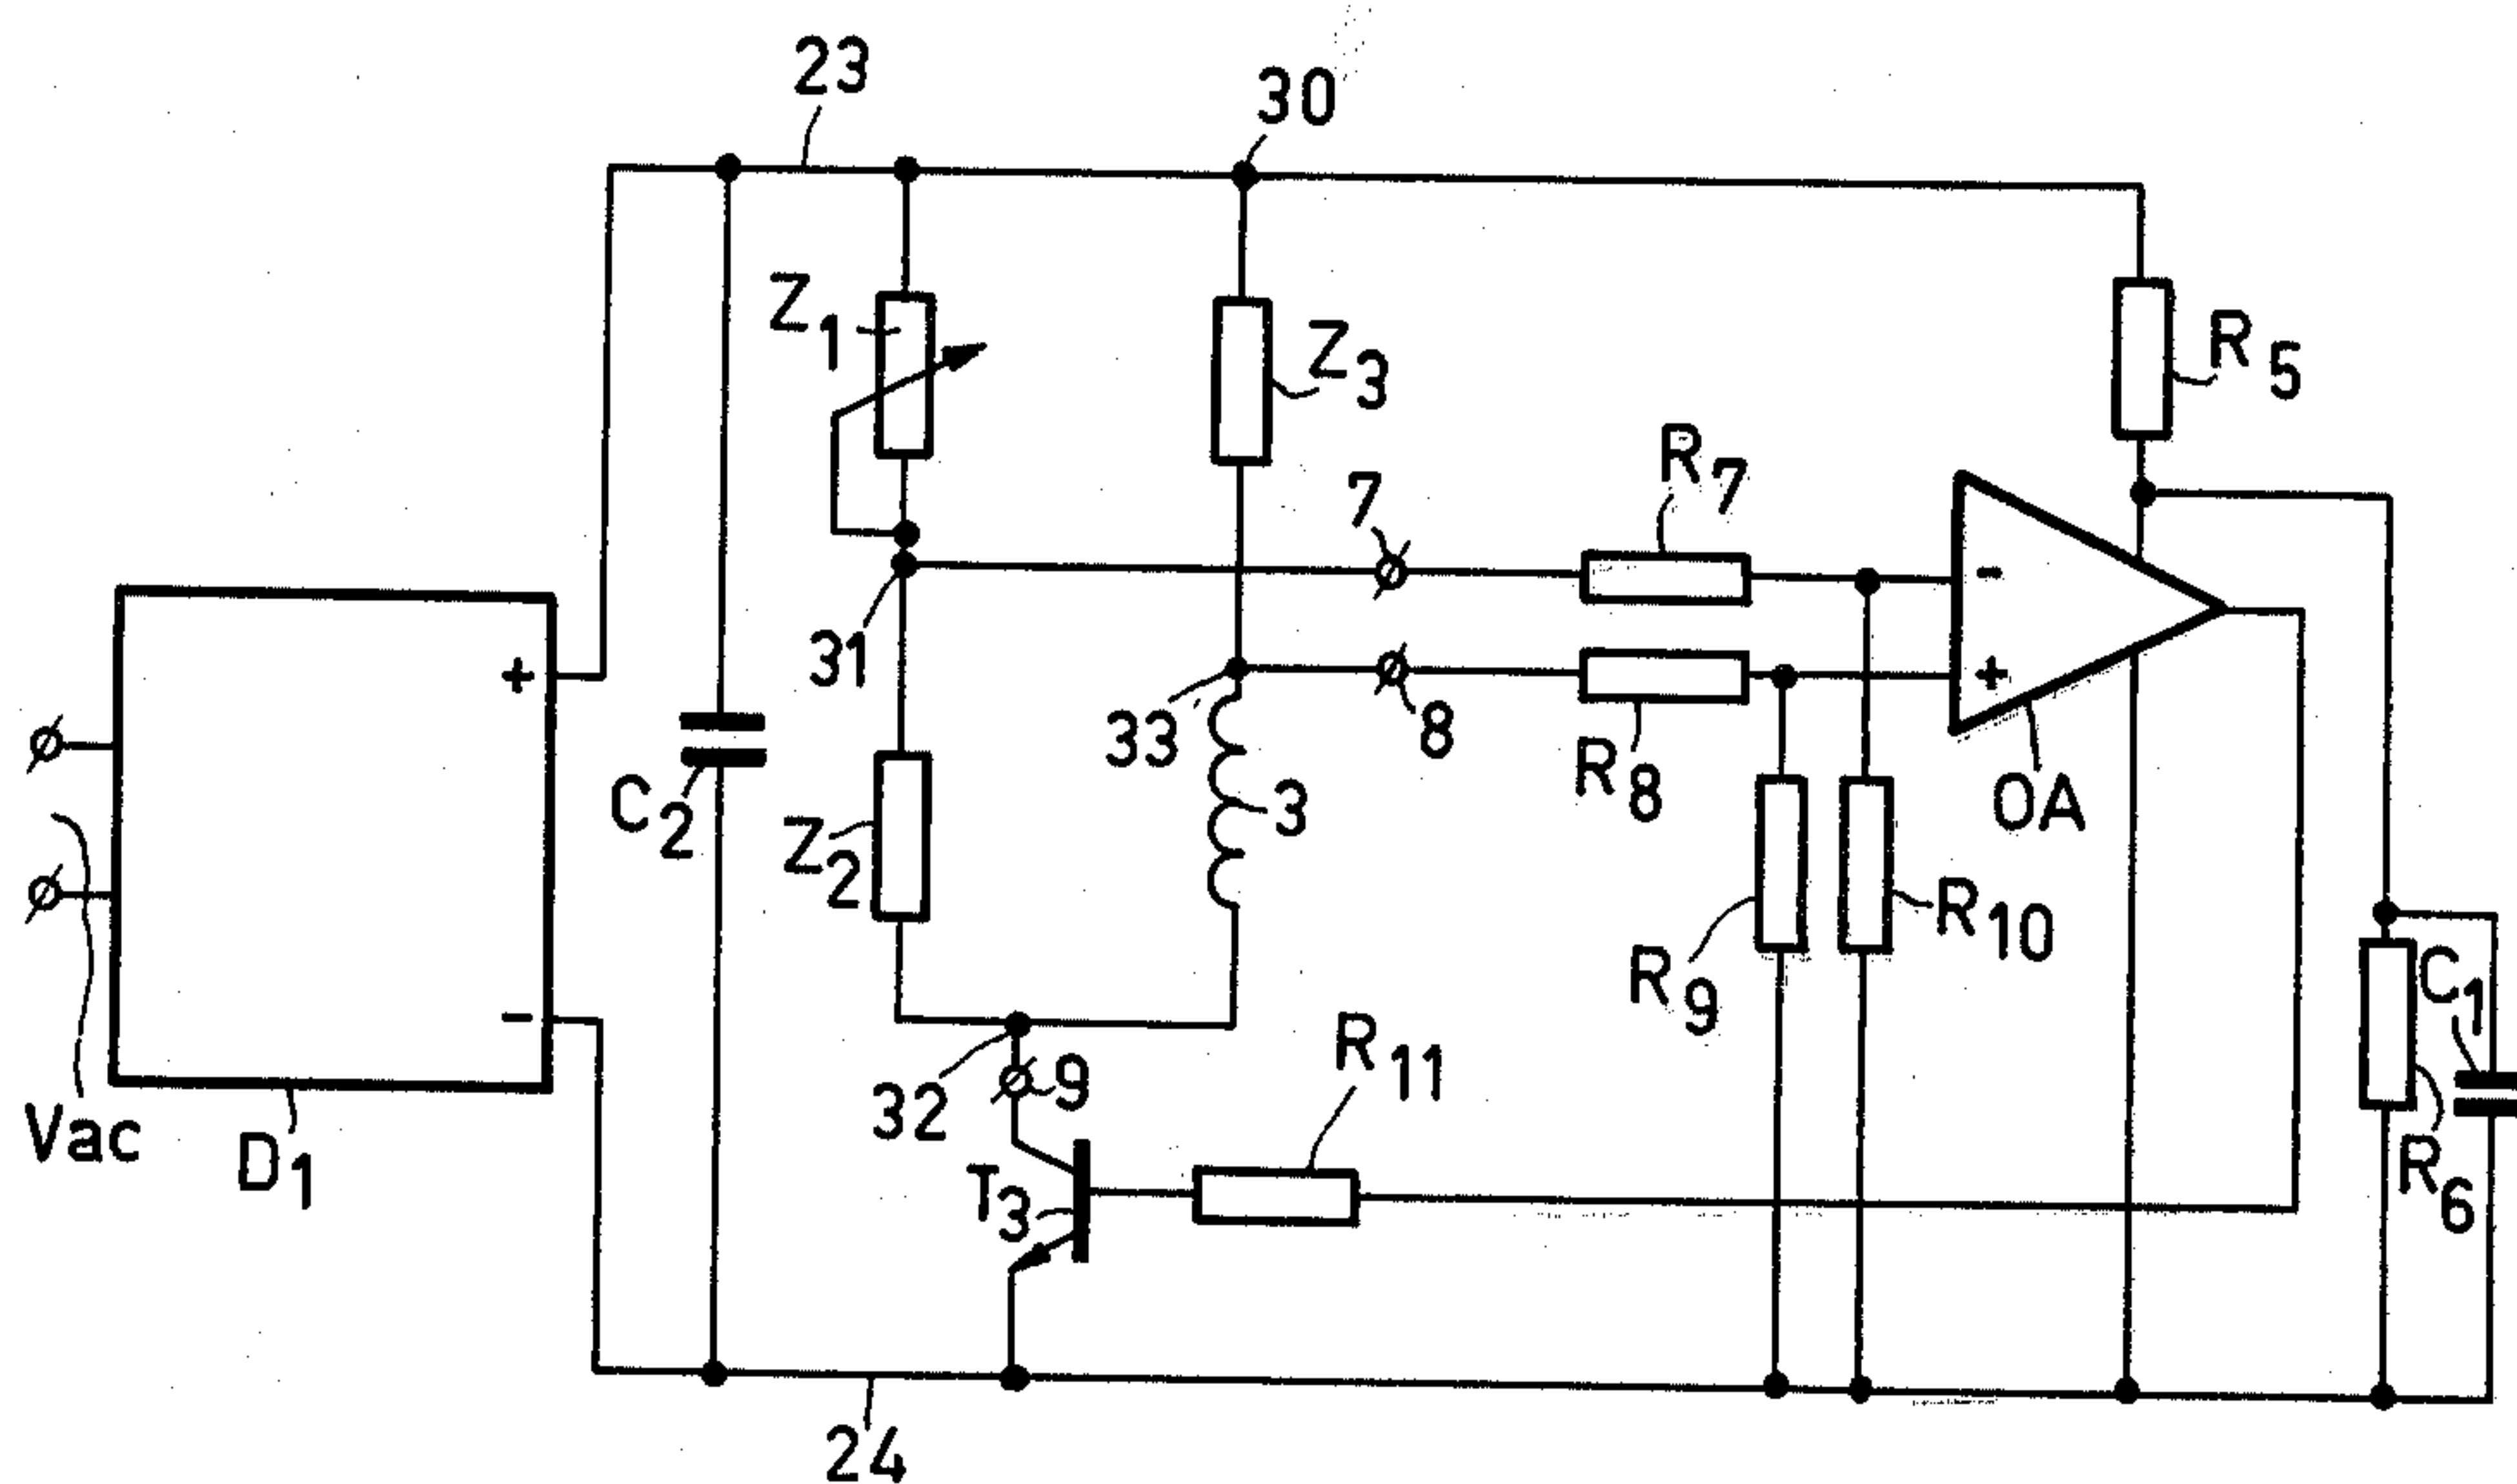 23
30
Z1
Z3
R5
R7
7
-
31
+
+
33
8
R8
OA
C2
Z2
3
R10
R9
C1
-
R11
9
32
Vac
D1
T3
R6
24